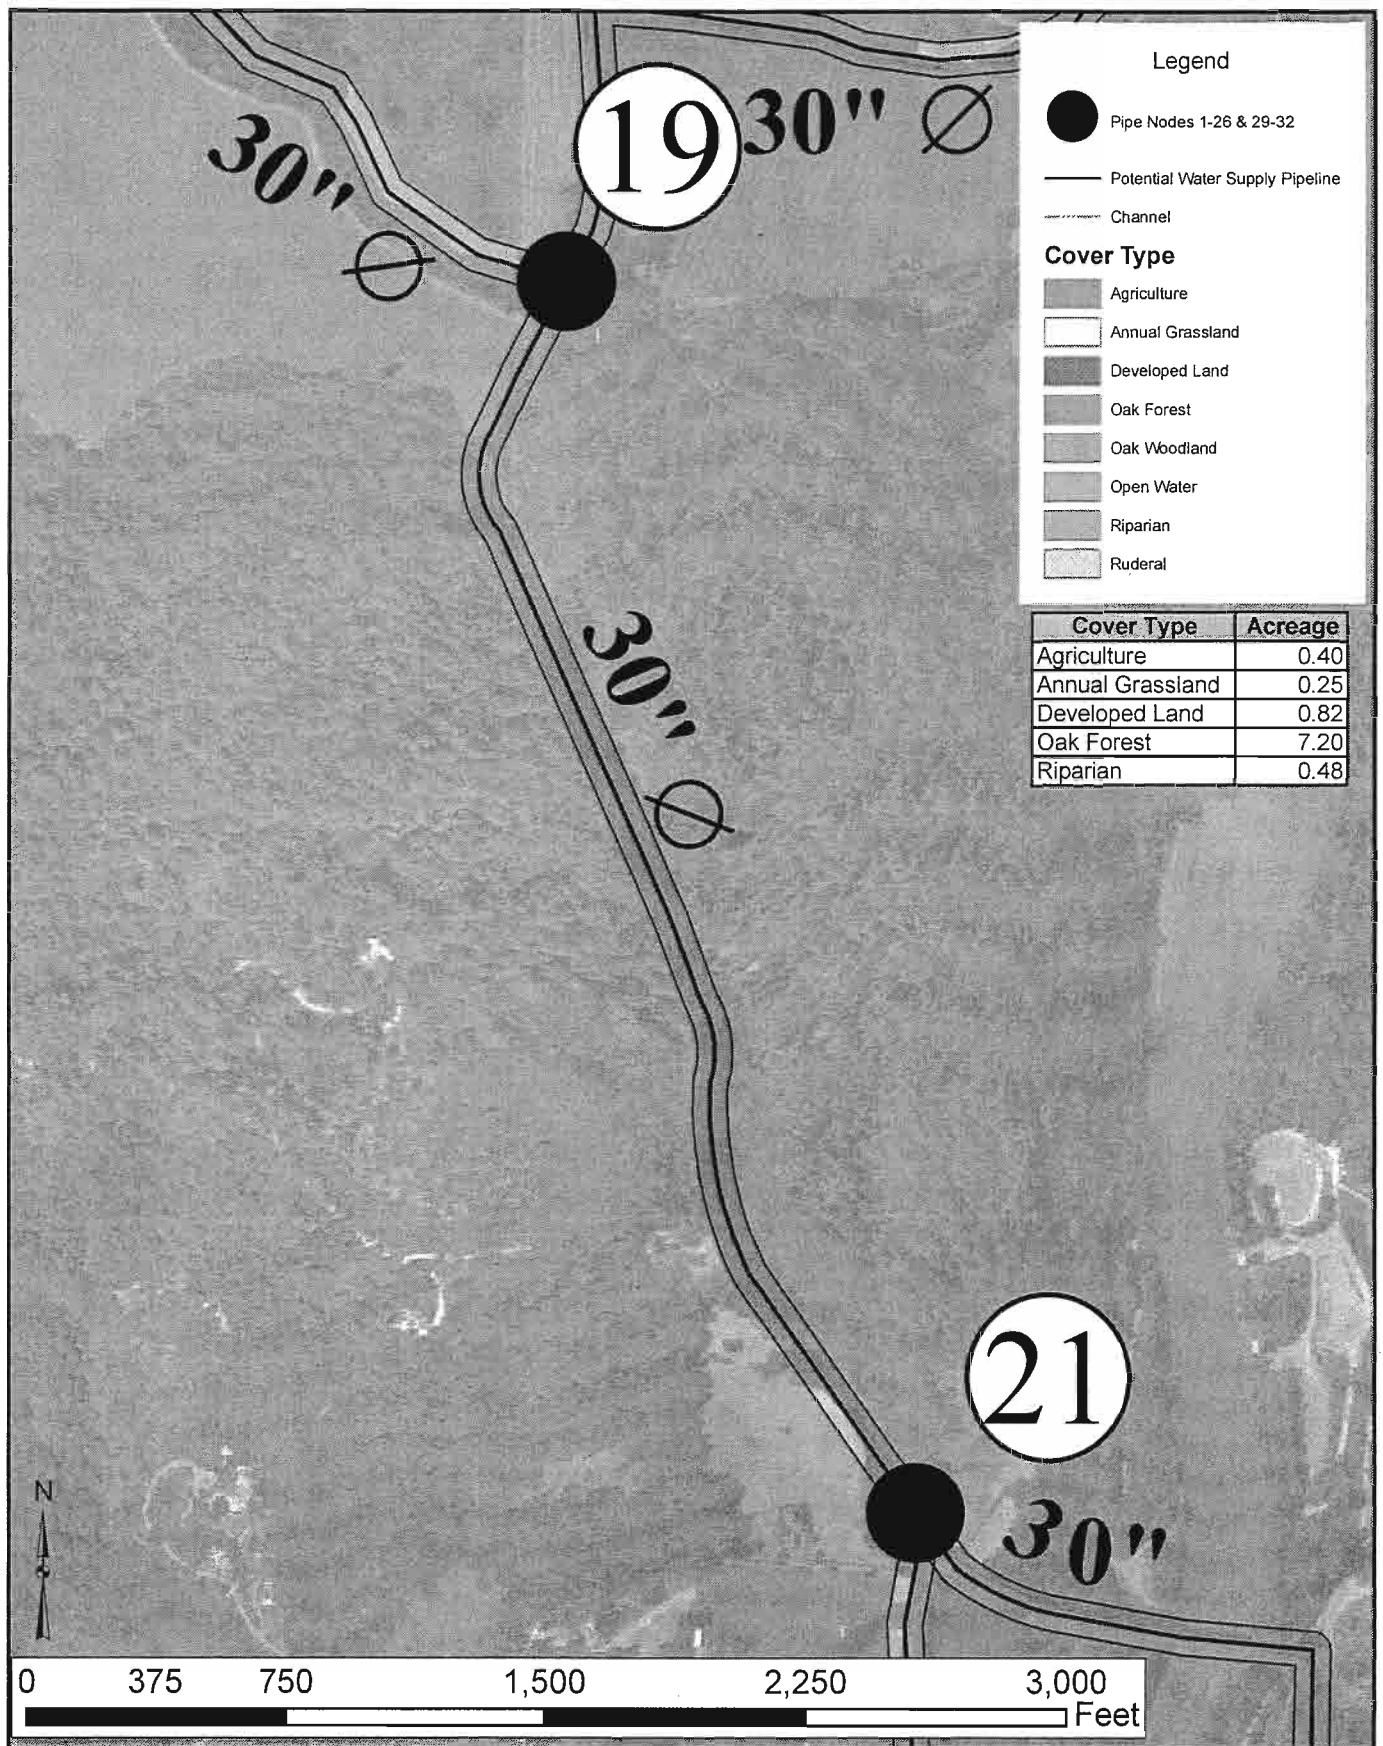 Legend
Pipe Nodes 1-26 & 29-32
Potential Water Supply Pipeline
Channel
Cover Type
Agriculture
Annual Grassland
Developed Land
Oak Forest
Oak Woodland
Open Water
Riparian
Ruderal
Cover Type Acreage
Agriculture 0.40
Annual Grassland 0.25
Developed Land 0.82
Oak Forest 7.20
Riparian 0.48
19
30" Ø
30" Ø
30" Ø
21
30"
N
0 375 750 1,500 2,250 3,000
Feet